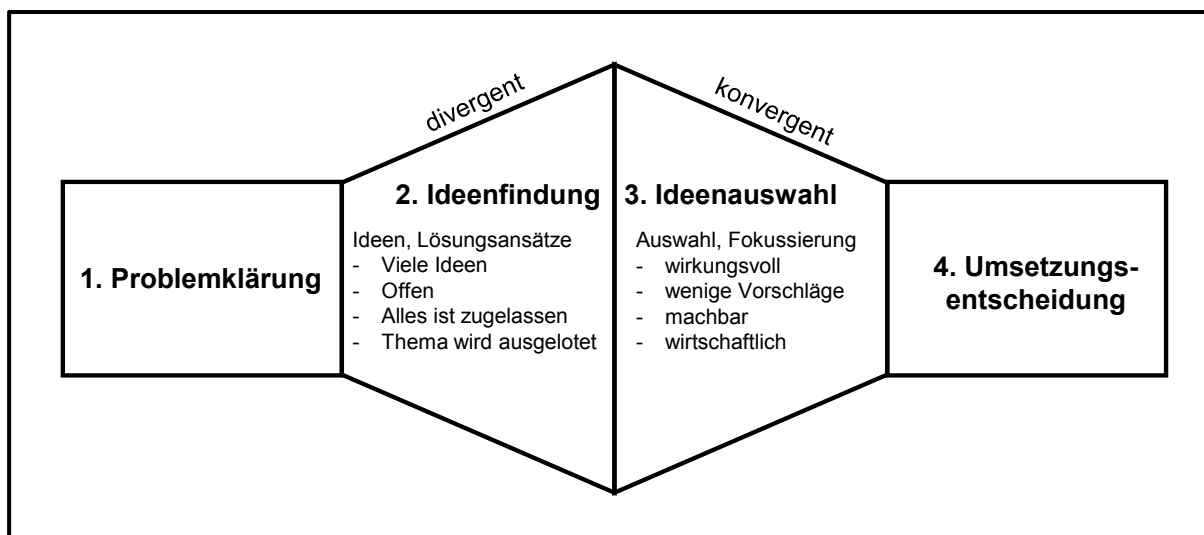 divergent
konvergent
1. Problemklärung
2. Ideenfindung
Ideen, Lösungsansätze
- Viele Ideen
- Offen
- Alles ist zugelassen
- Thema wird ausgelotet
3. Ideenauswahl
Auswahl, Fokussierung
- wirkungsvoll
- wenige Vorschläge
- machbar
- wirtschaftlich
4. Umsetzungs-
entscheidung